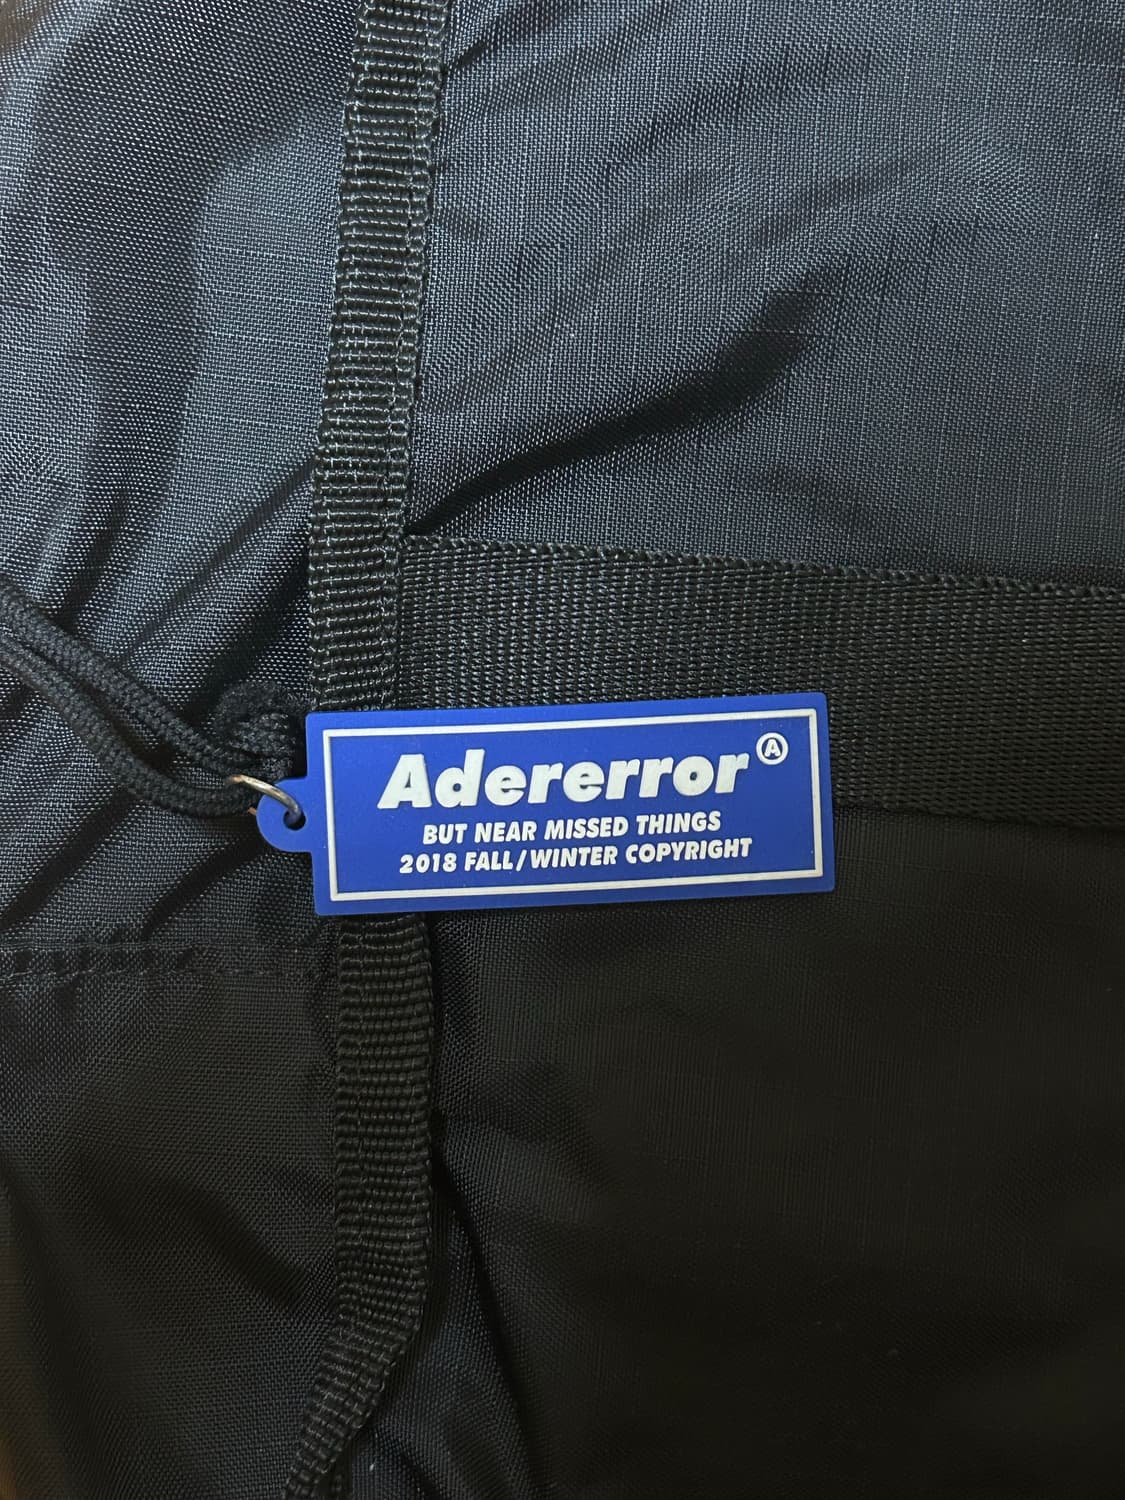 Adererror Ⓐ
BUT NEAR MISSED THINGS
2018 FALL/WINTER COPYRIGHT